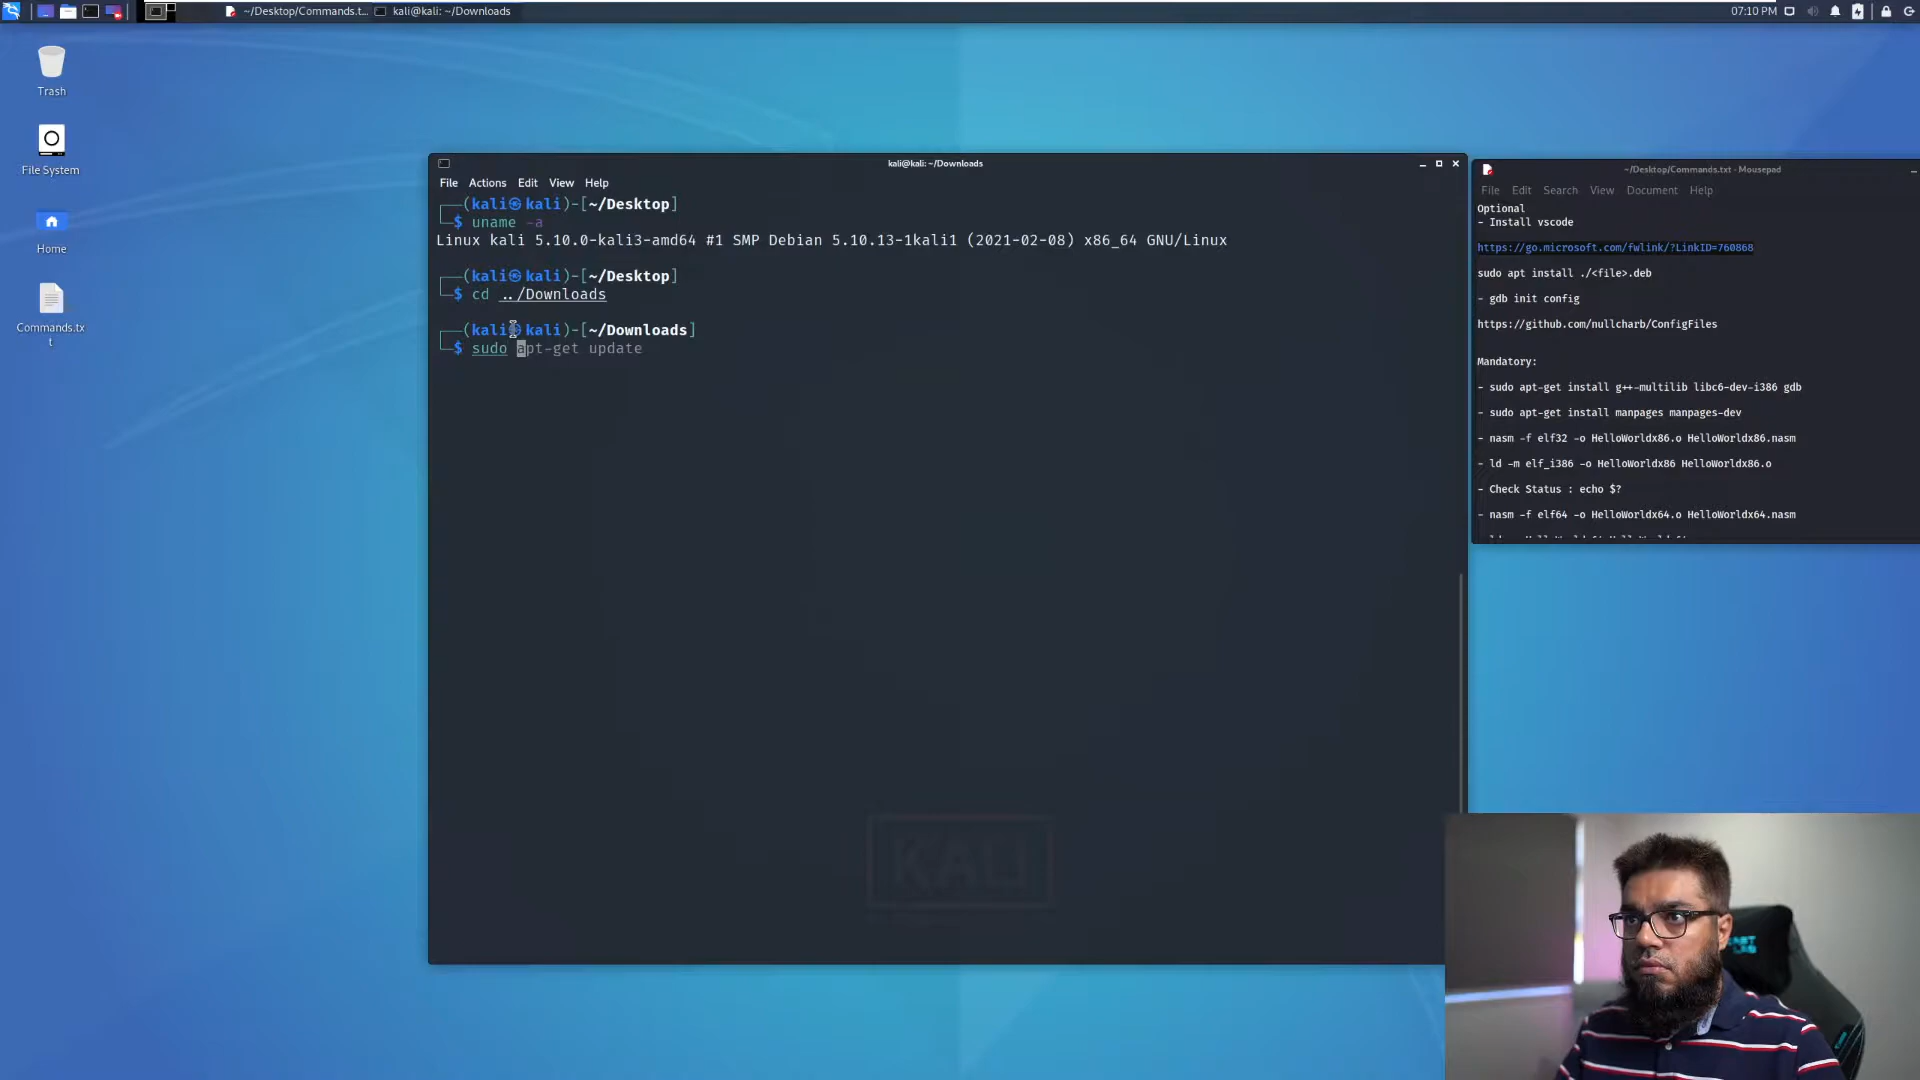 ~/Desktop/Commands.t...
kali@kali: ~/Downloads
07:10 PM
Trash
File System
Home
Commands.tx
t
kali@kali: ~/Downloads
File Actions Edit View Help
(kali㉿kali)-[~/Desktop]
$ uname -a
Linux kali 5.10.0-kali3-amd64 #1 SMP Debian 5.10.13-1kali1 (2021-02-08) x86_64 GNU/Linux
(kali㉿kali)-[~/Desktop]
$ cd ../Downloads
(kali㉿kali)-[~/Downloads]
$ sudo apt-get update
KALI
~/Desktop/Commands.txt - Mousepad
File Edit Search View Document Help
Optional
- Install vscode
https://go.microsoft.com/fwlink/?LinkID=760868
sudo apt install ./<file>.deb
- gdb init config
https://github.com/nullcharb/ConfigFiles
Mandatory:
- sudo apt-get install g++-multilib libc6-dev-i386 gdb
- sudo apt-get install manpages manpages-dev
- nasm -f elf32 -o HelloWorldx86.o HelloWorldx86.nasm
- ld -m elf_i386 -o HelloWorldx86 HelloWorldx86.o
- Check Status : echo $?
- nasm -f elf64 -o HelloWorldx64.o HelloWorldx64.nasm